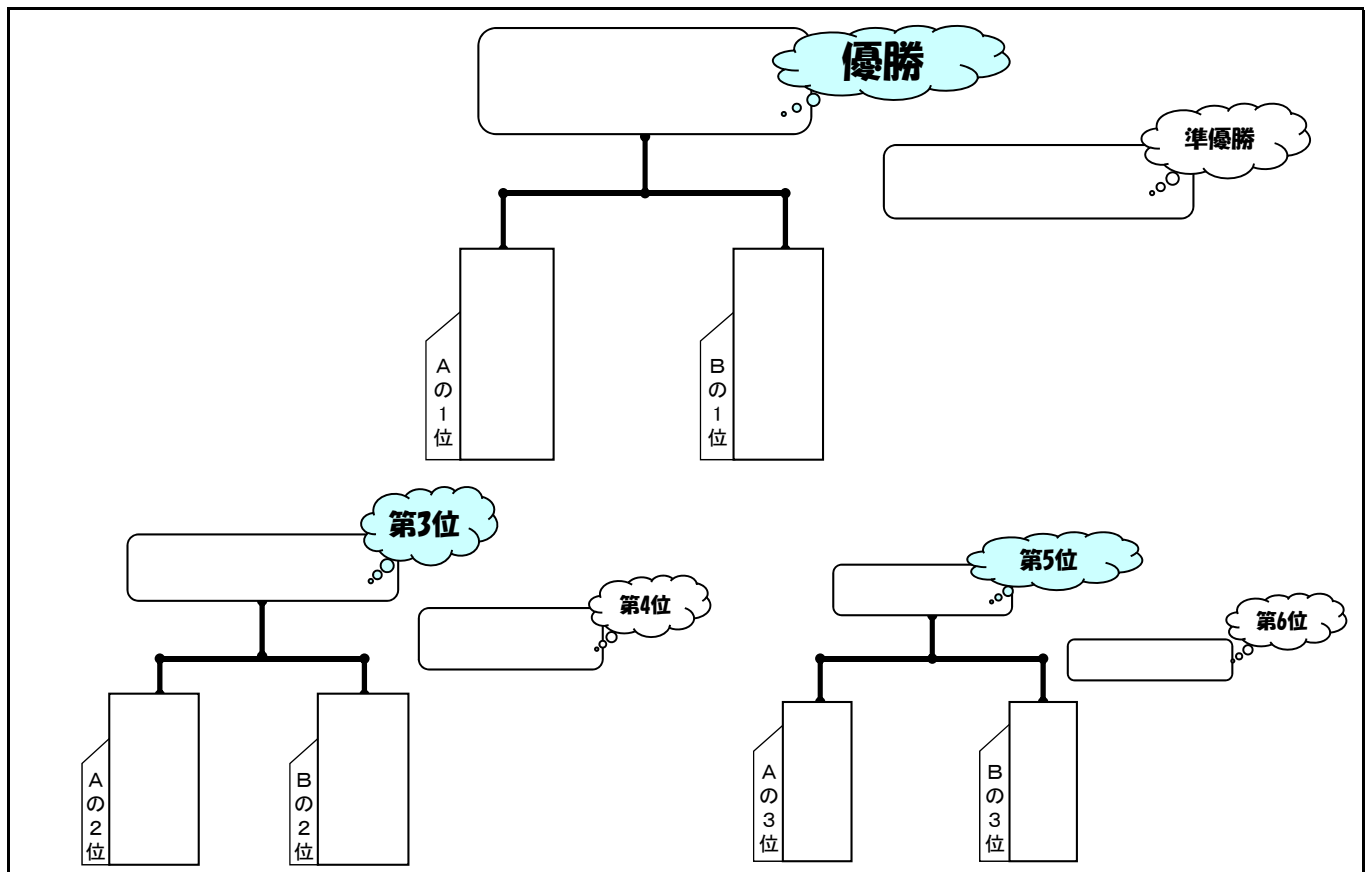 優勝
準優勝
Aの1位
Bの1位
第3位
第4位
第5位
第6位
Aの2位
Bの2位
Aの3位
Bの3位